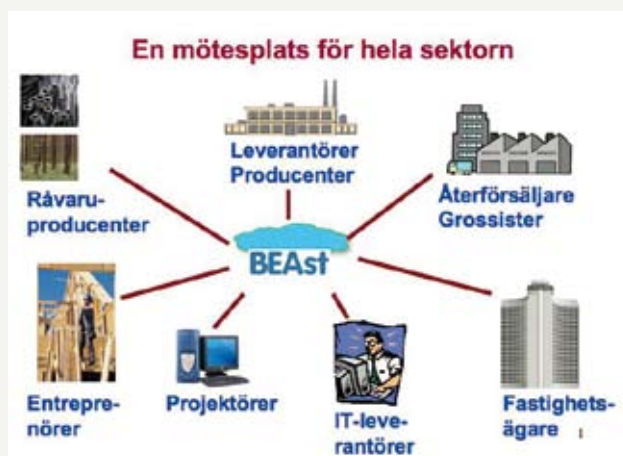 En mötesplats för hela sektorn
Leverantörer
Producenter
Råvaru-
producenter
Återförsäljare
Grossister
BEAst
Entrepre-
nörer
Projektörer
IT-leve-
rantörer
Fastighets-
ägare
1